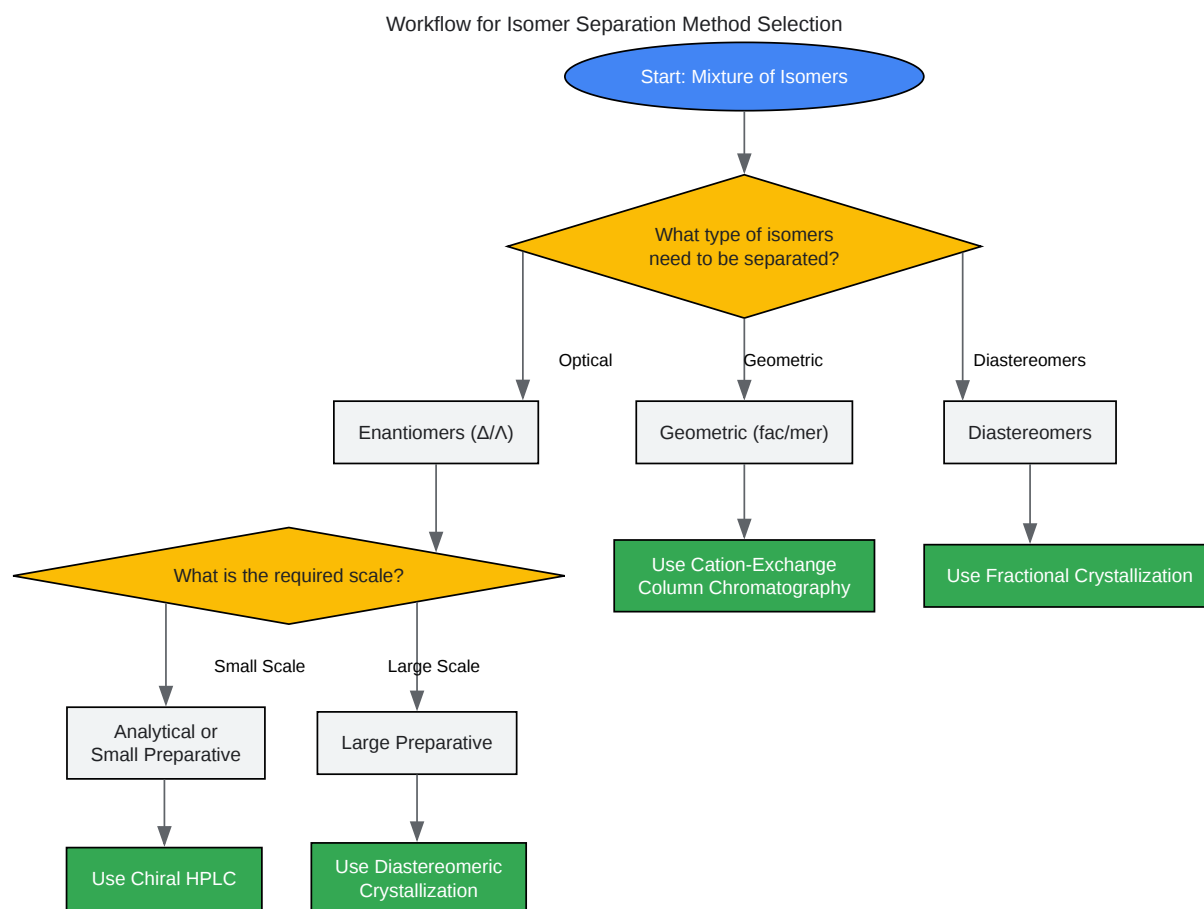 Workflow for Isomer Separation Method Selection
Start: Mixture of Isomers
What type of isomers
need to be separated?
Optical
Geometric
Diastereomers
Enantiomers (Δ/Λ)
Geometric (fac/mer)
Diastereomers
What is the required scale?
Use Cation-Exchange
Column Chromatography
Use Fractional Crystallization
Small Scale
Large Scale
Analytical or
Small Preparative
Large Preparative
Use Chiral HPLC
Use Diastereomeric
Crystallization